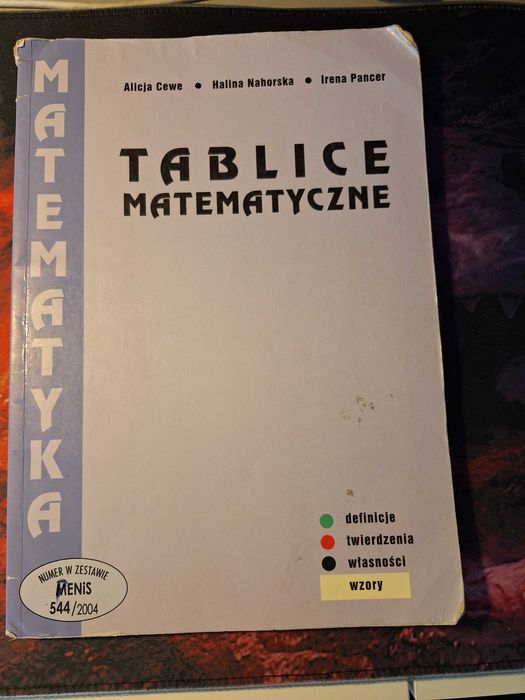 MATEMATYKA
Alicja Cewe • Halina Nahorska • Irena Pancer
TABLICE
MATEMATYCZNE
definicje
twierdzenia
własności
wzory
NUMER W ZESTAWIE
MENiS
544/2004